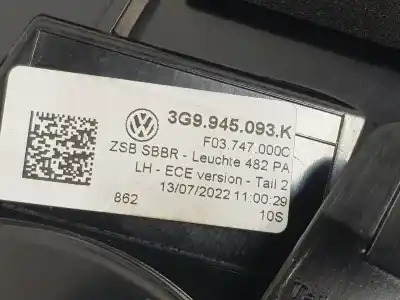 3G9.945.093.K
F03.747.000C
ZSB SBBR - Leuchte 482 PA
LH - ECE version - Tail 2
13/07/2022 11:00:29
862
10S